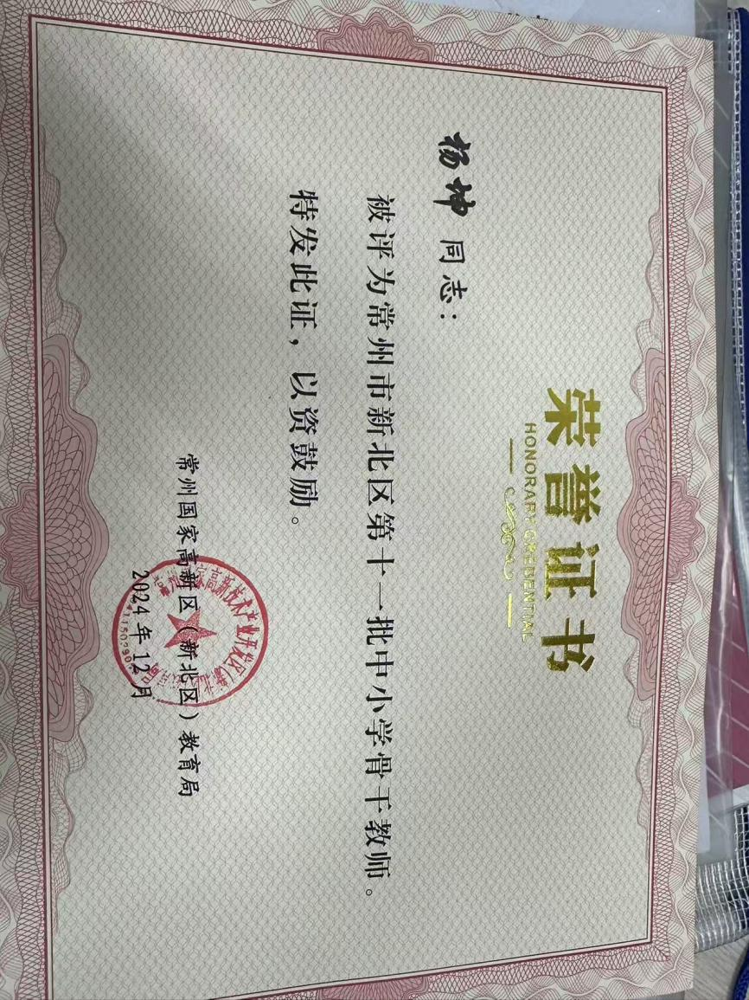 荣誉证书
HONORARY CREDENTIAL
杨坤 同志：
被评为常州市新北区第十一批中小学骨干教师。
特发此证，以资鼓励。
常州国家高新区（新北区）教育局
2024年12月